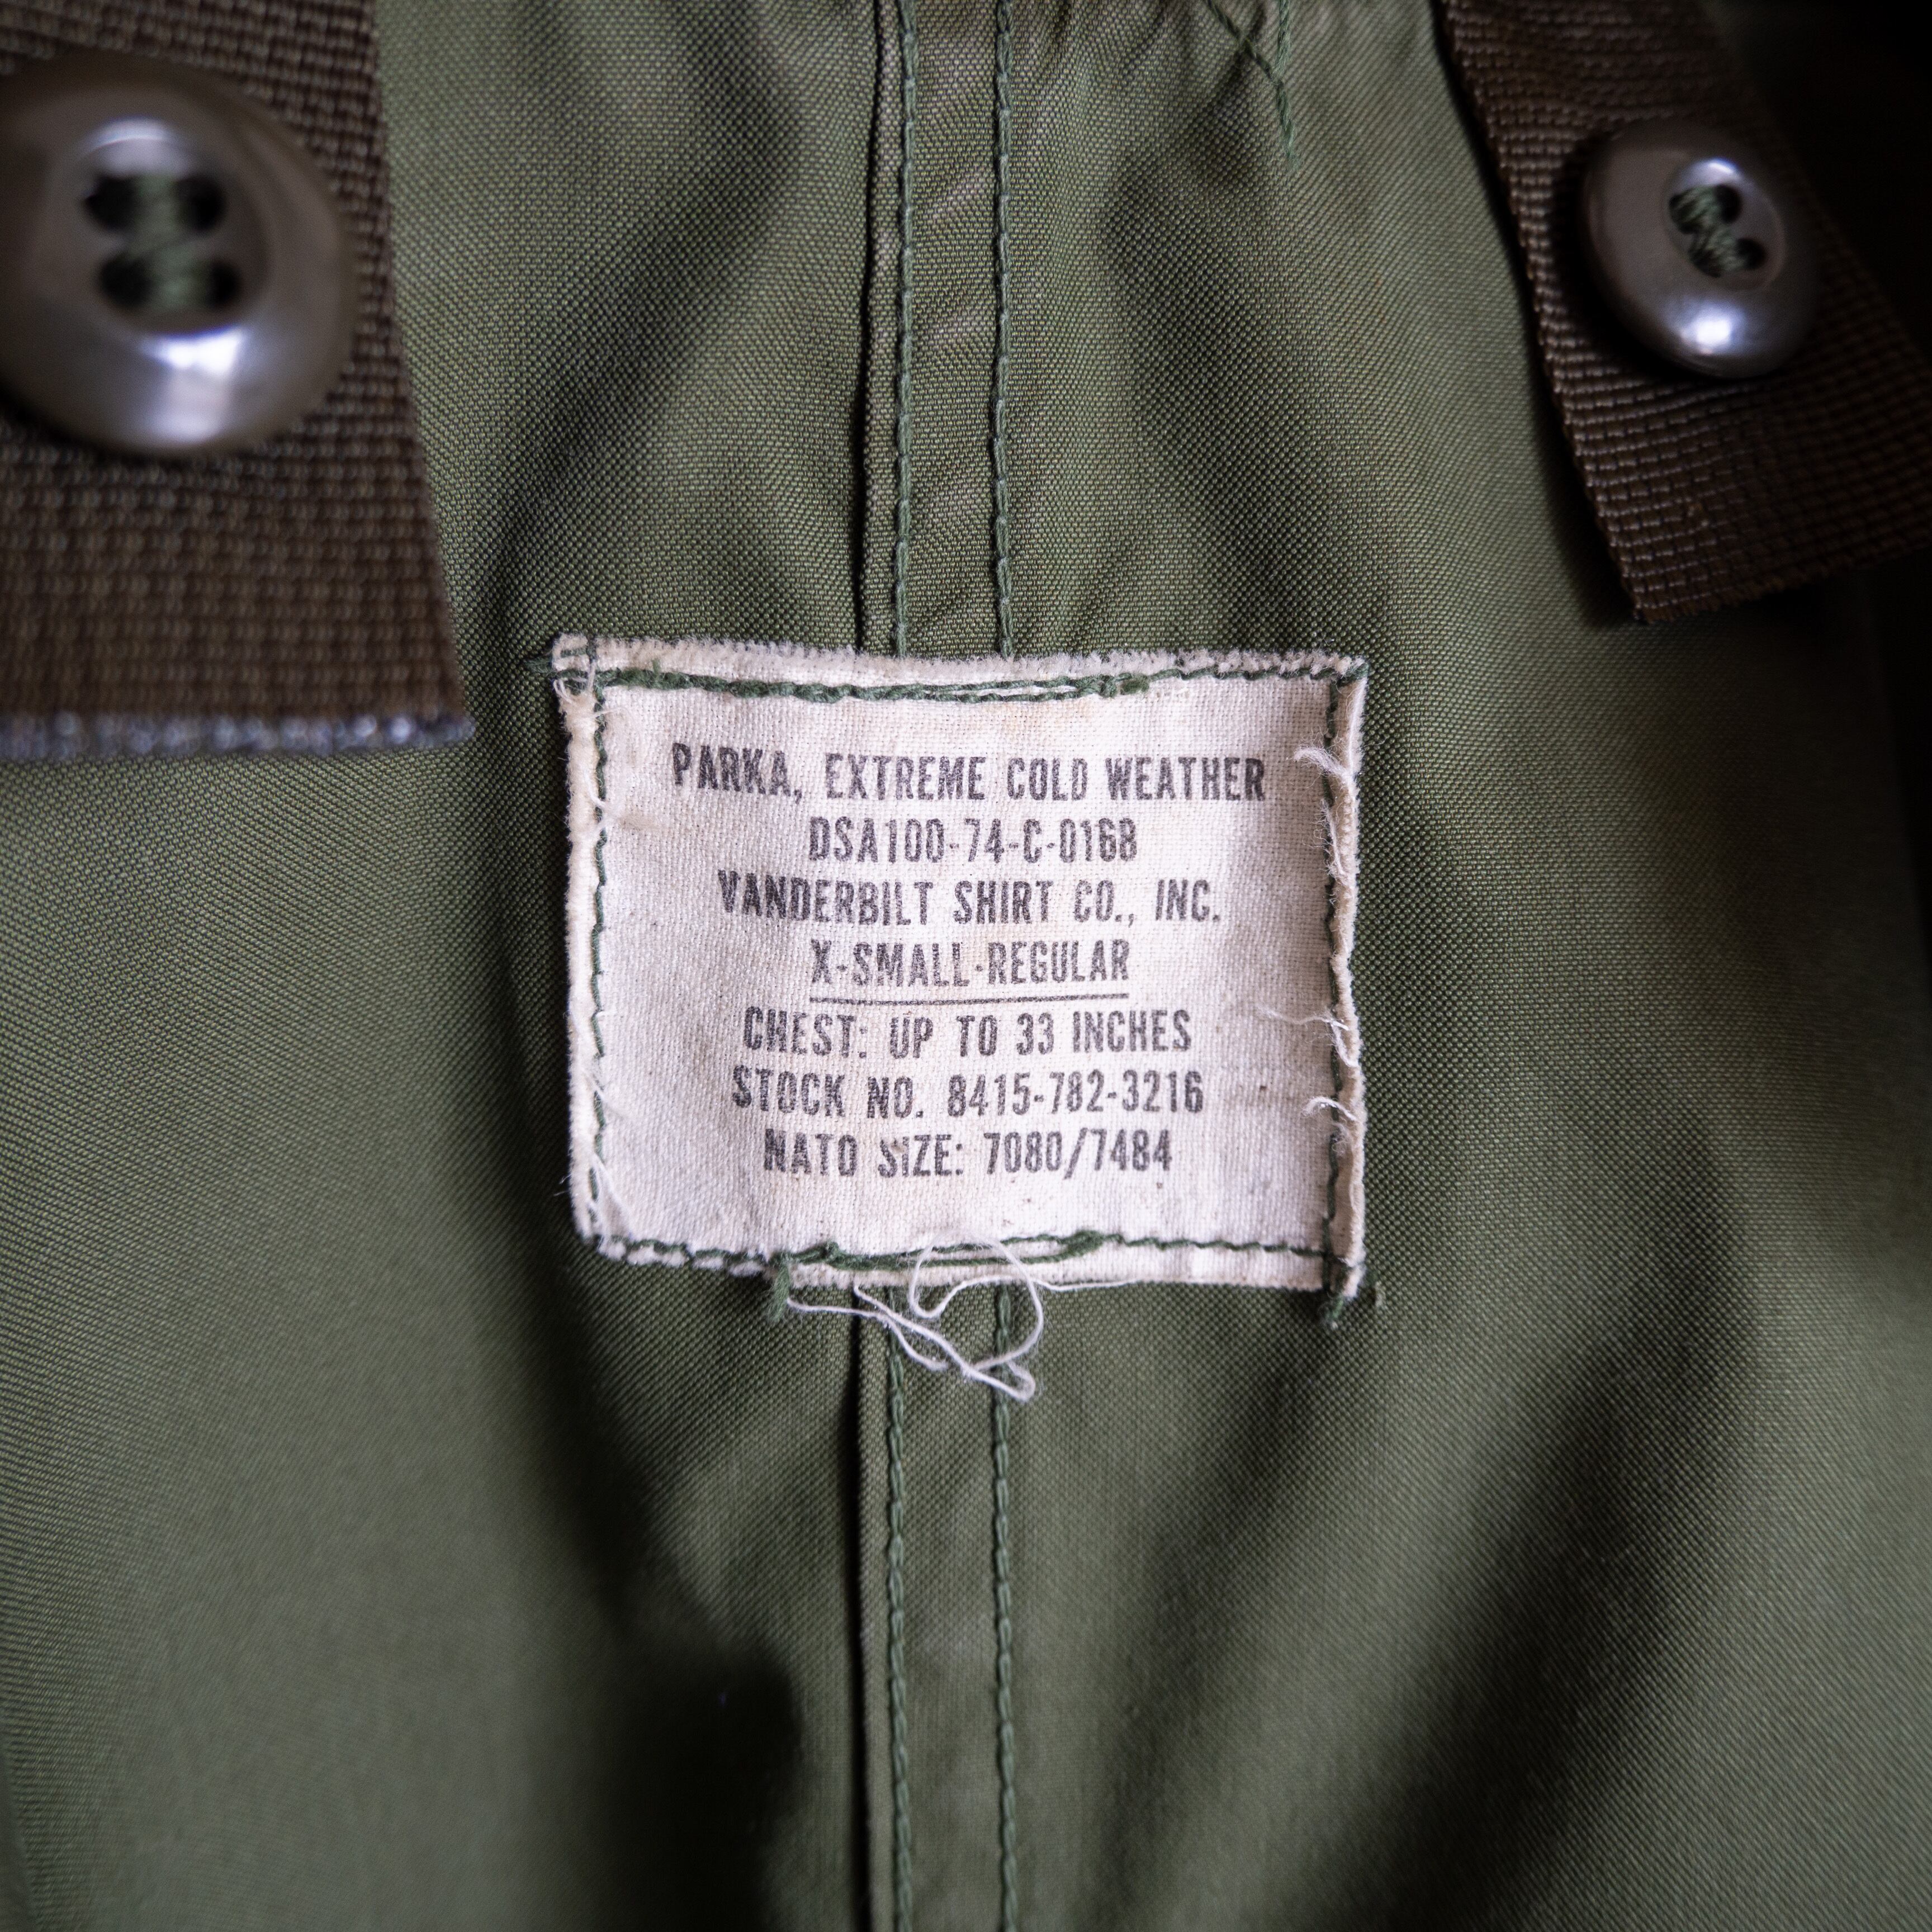 PARKA, EXTREME COLD WEATHER
DSA100-74-C-0168
VANDERBILT SHIRT CO., INC.
X-SMALL-REGULAR
CHEST: UP TO 33 INCHES
STOCK NO. 8415-782-3216
NATO SIZE: 7080/7484